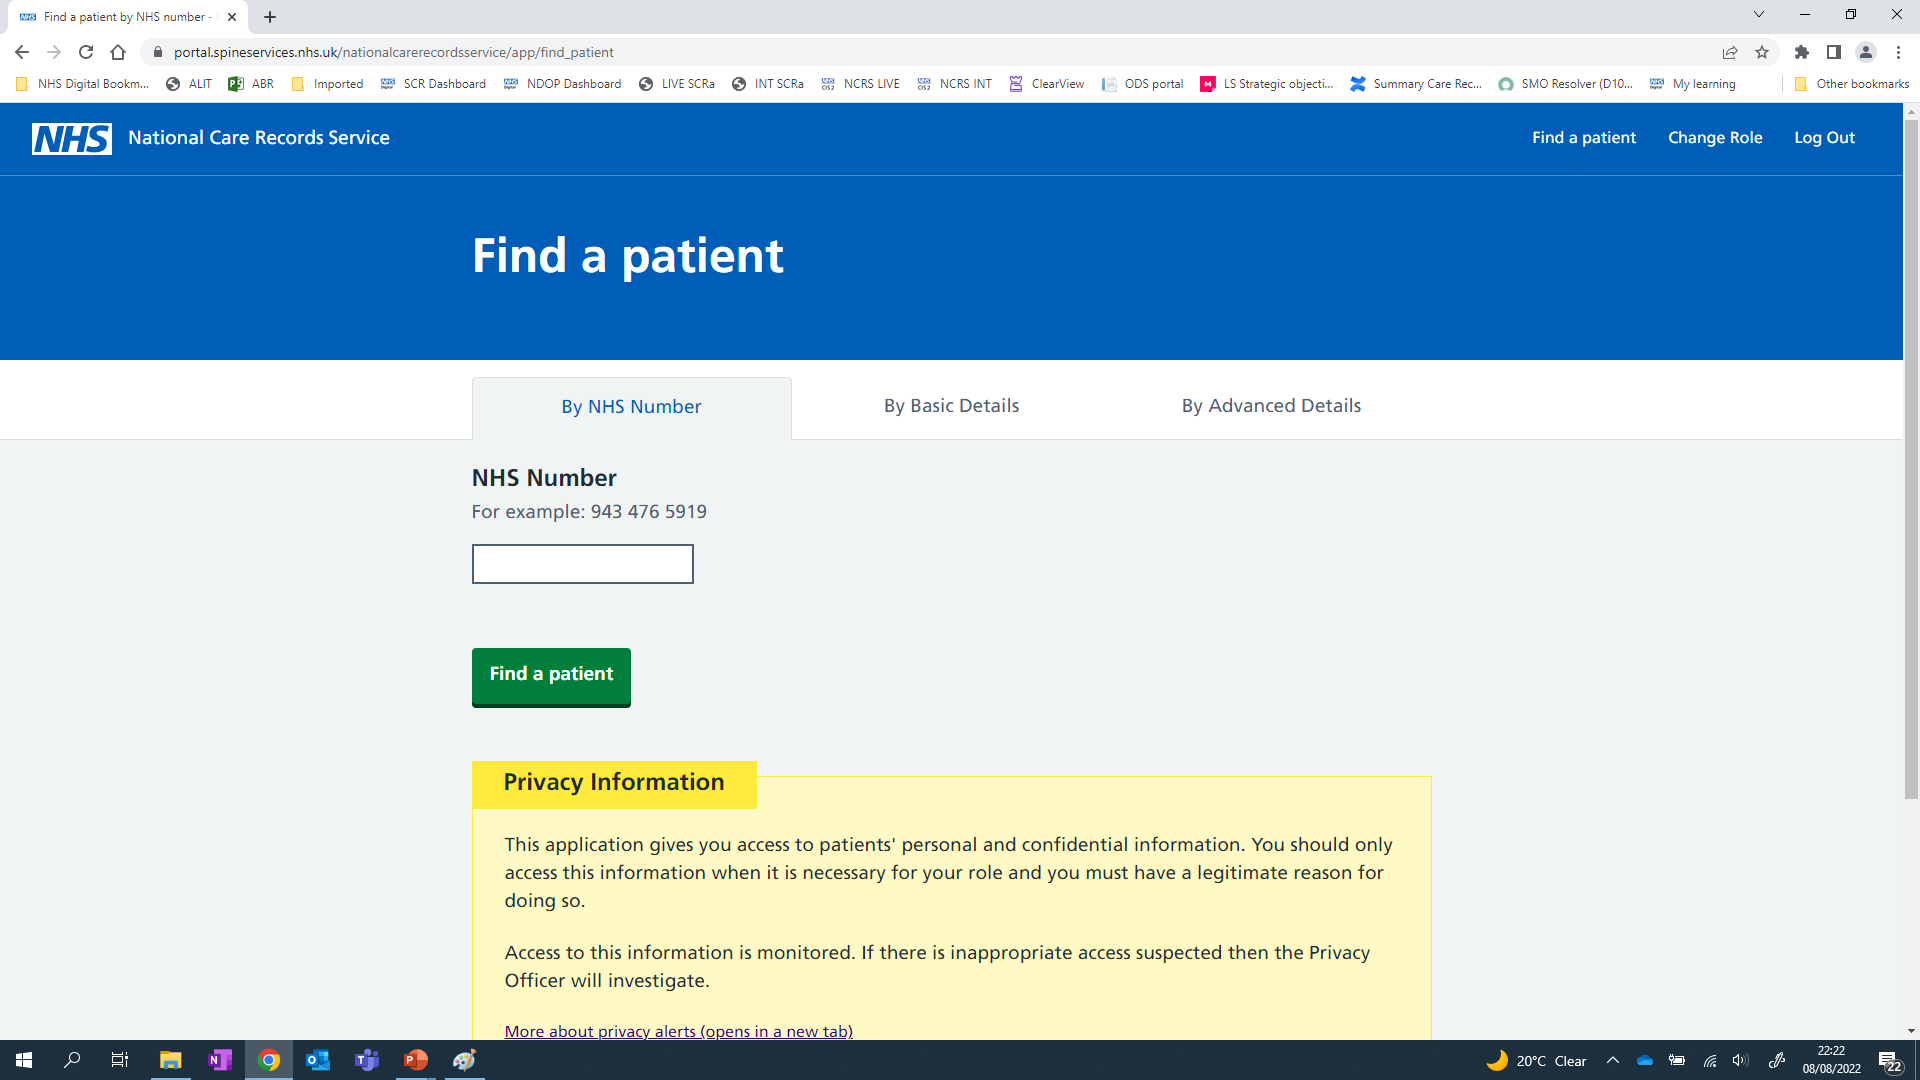 Find a patient by NHS number -
portal.spineservices.nhs.uk/nationalcarerecordsservice/app/find_patient
NHS Digital Bookm... ALIT ABR Imported SCR Dashboard NDOP Dashboard LIVE SCRa INT SCRa NCRS LIVE NCRS INT ClearView ODS portal LS Strategic objecti... Summary Care Rec... SMO Resolver (D10... My learning Other bookmarks
NHS National Care Records Service Find a patient Change Role Log Out
Find a patient
By NHS Number By Basic Details By Advanced Details
NHS Number
For example: 943 476 5919
Find a patient
Privacy Information
This application gives you access to patients' personal and confidential information. You should only
access this information when it is necessary for your role and you must have a legitimate reason for
doing so.
Access to this information is monitored. If there is inappropriate access suspected then the Privacy
Officer will investigate.
More about privacy alerts (opens in a new tab)
20°C Clear
22:22
08/08/2022
22